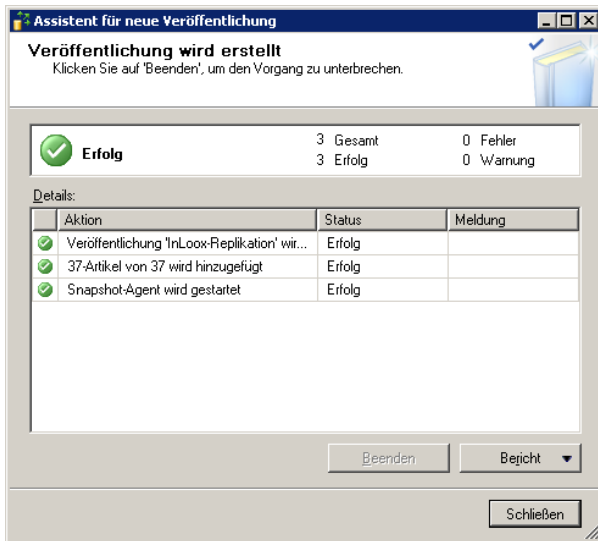 Assistent für neue Veröffentlichung
Veröffentlichung wird erstellt
Klicken Sie auf 'Beenden', um den Vorgang zu unterbrechen.
Erfolg
3 Gesamt
0 Fehler
3 Erfolg
0 Warnung
Details:
Aktion Status Meldung
Veröffentlichung 'InLoox-Replikation' wir... Erfolg
37-Artikel von 37 wird hinzugefügt Erfolg
Snapshot-Agent wird gestartet Erfolg
Beenden Bericht
Schließen